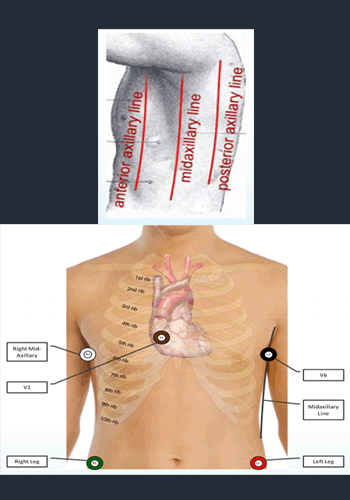 anterior axillary line
midaxillary line
posterior axillary line
1st rib
2nd rib
3rd rib
4th rib
5th rib
6th rib
7th rib
8th rib
9th rib
10th rib
Right Mid-
Axillary
V1
V6
Midaxillary
Line
Right Leg
Left Leg